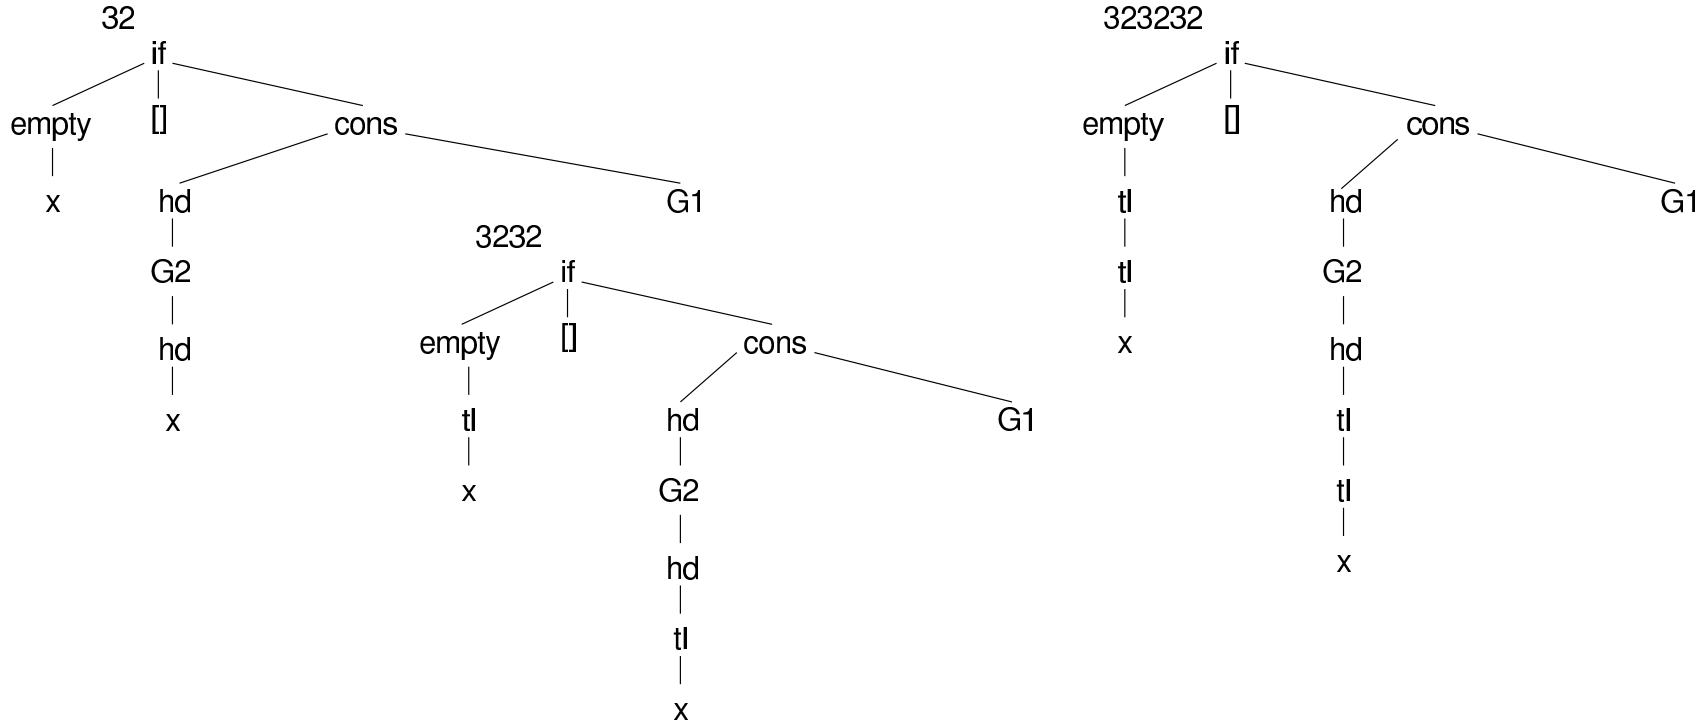 32
if
empty [] cons
x hd G1
G2
hd
x
3232
if
empty [] cons
tl hd G1
x G2
hd
tl
x
323232
if
empty [] cons
tl hd G1
tl G2
x hd
tl
tl
x